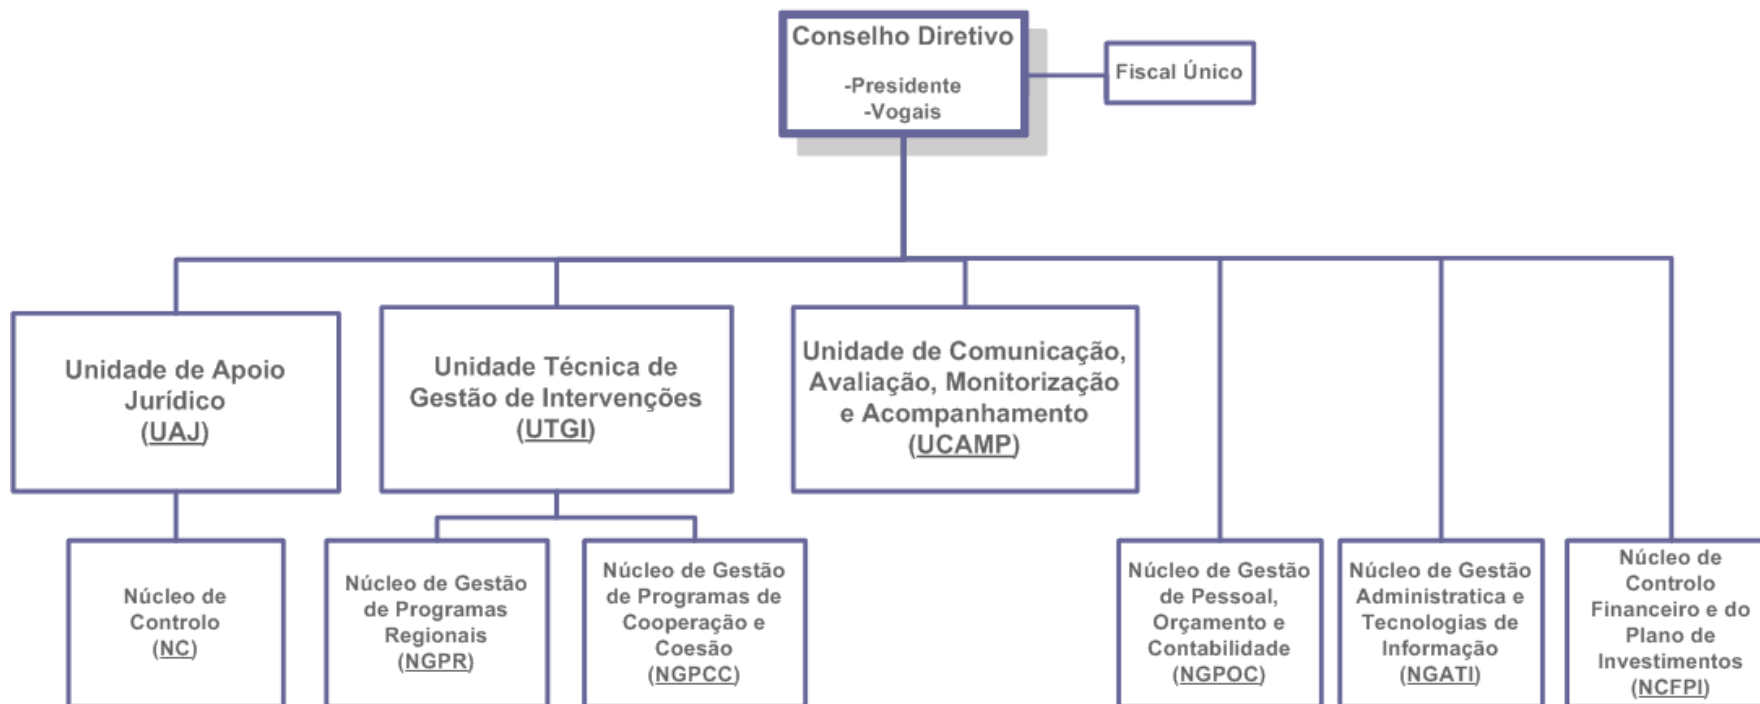 Conselho Diretivo
-Presidente
-Vogais
Fiscal Único
Unidade de Apoio
Jurídico
(UAJ)
Unidade Técnica de
Gestão de Intervenções
(UTGI)
Unidade de Comunicação,
Avaliação, Monitorização
e Acompanhamento
(UCAMP)
Núcleo de
Controlo
(NC)
Núcleo de Gestão
de Programas
Regionais
(NGPR)
Núcleo de Gestão
de Programas de
Cooperação e
Coesão
(NGPCC)
Núcleo de Gestão
de Pessoal,
Orçamento e
Contabilidade
(NGPOC)
Núcleo de Gestão
Administratica e
Tecnologias de
Informação
(NGATI)
Núcleo de
Controlo
Financeiro e do
Plano de
Investimentos
(NCFPI)